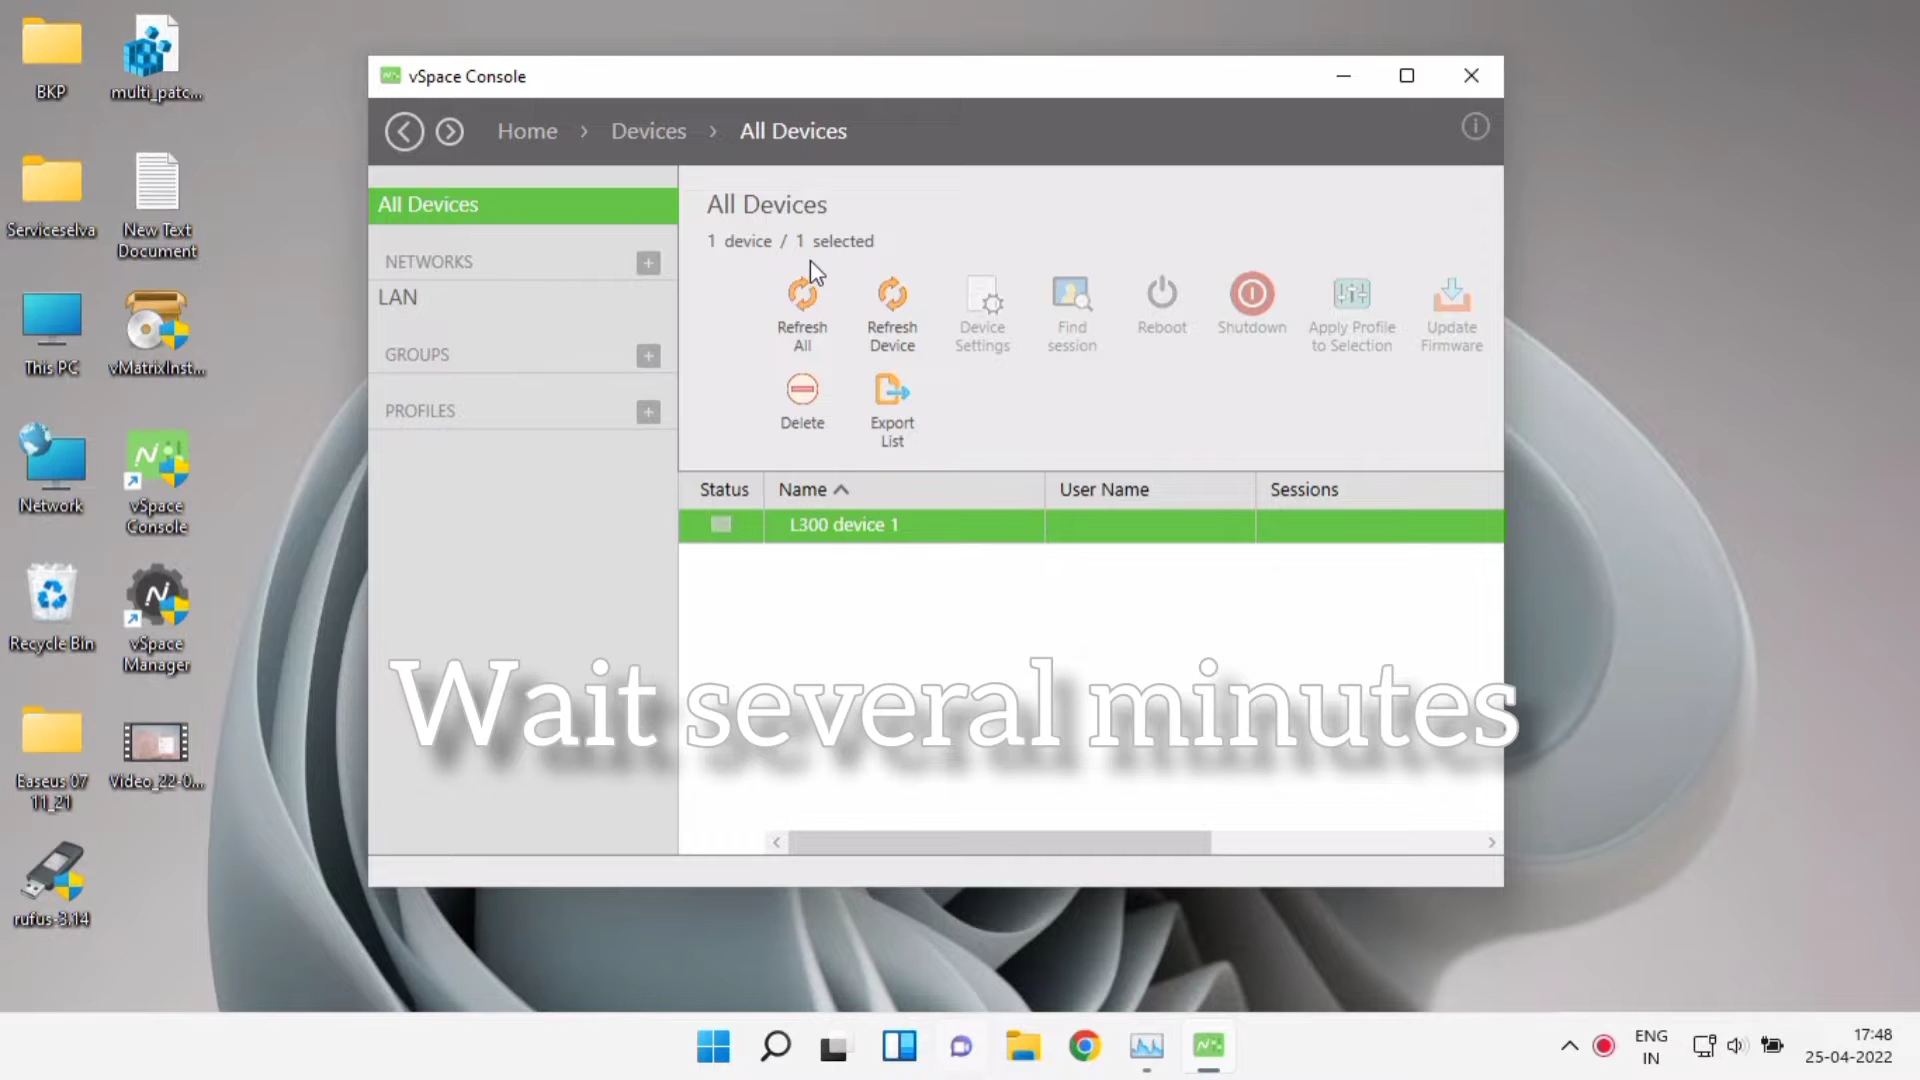 BKP
multi_patc...
Serviceselva
New Text
Document
This PC
vMatrixInst...
Network
vSpace
Console
Recycle Bin
vSpace
Manager
Easeus 07
11_21
Video_22-0...
rufus-3.14
vSpace Console
Home › Devices › All Devices
All Devices
NETWORKS
LAN
GROUPS
PROFILES
All Devices
1 device / 1 selected
Refresh
All
Refresh
Device
Device
Settings
Find
session
Reboot
Shutdown
Apply Profile
to Selection
Update
Firmware
Delete
Export
List
Status Name User Name Sessions
L300 device 1
Wait several minutes
ENG
IN
17:48
25-04-2022